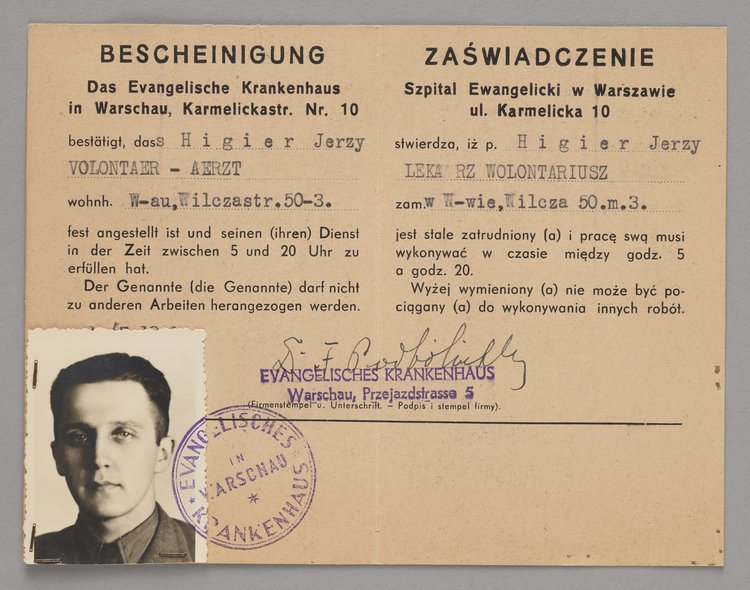 BESCHEINIGUNG
Das Evangelische Krankenhaus
in Warschau, Karmelickastr. Nr. 10
bestätigt, dass Higier Jerzy
VOLONTAER - AERZT
wohnh. W-au,Wilczastr.50-3.
fest angestellt ist und seinen (ihren) Dienst
in der Zeit zwischen 5 und 20 Uhr zu
erfüllen hat.
Der Genannte (die Genannte) darf nicht
zu anderen Arbeiten herangezogen werden.
ZAŚWIADCZENIE
Szpital Ewangelicki w Warszawie
ul. Karmelicka 10
stwierdza, iż p. Higier Jerzy
LEKA RZ WOLONTARIUSZ
zam.w W-wie,Wilcza 50.m.3.
jest stale zatrudniony (a) i pracę swą musi
wykonywać w czasie między godz. 5
a godz. 20.
Wyżej wymieniony (a) nie może być po-
ciągany (a) do wykonywania innych robót.
EVANGELISCHES KRANKENHAUS
Warschau, Przejazdstrasse 5
(Firmenstempel u. Unterschrift. – Podpis i stempel firmy).
* EVANGELISCHES * KRANKENHAUS
IN
WARSCHAU
*